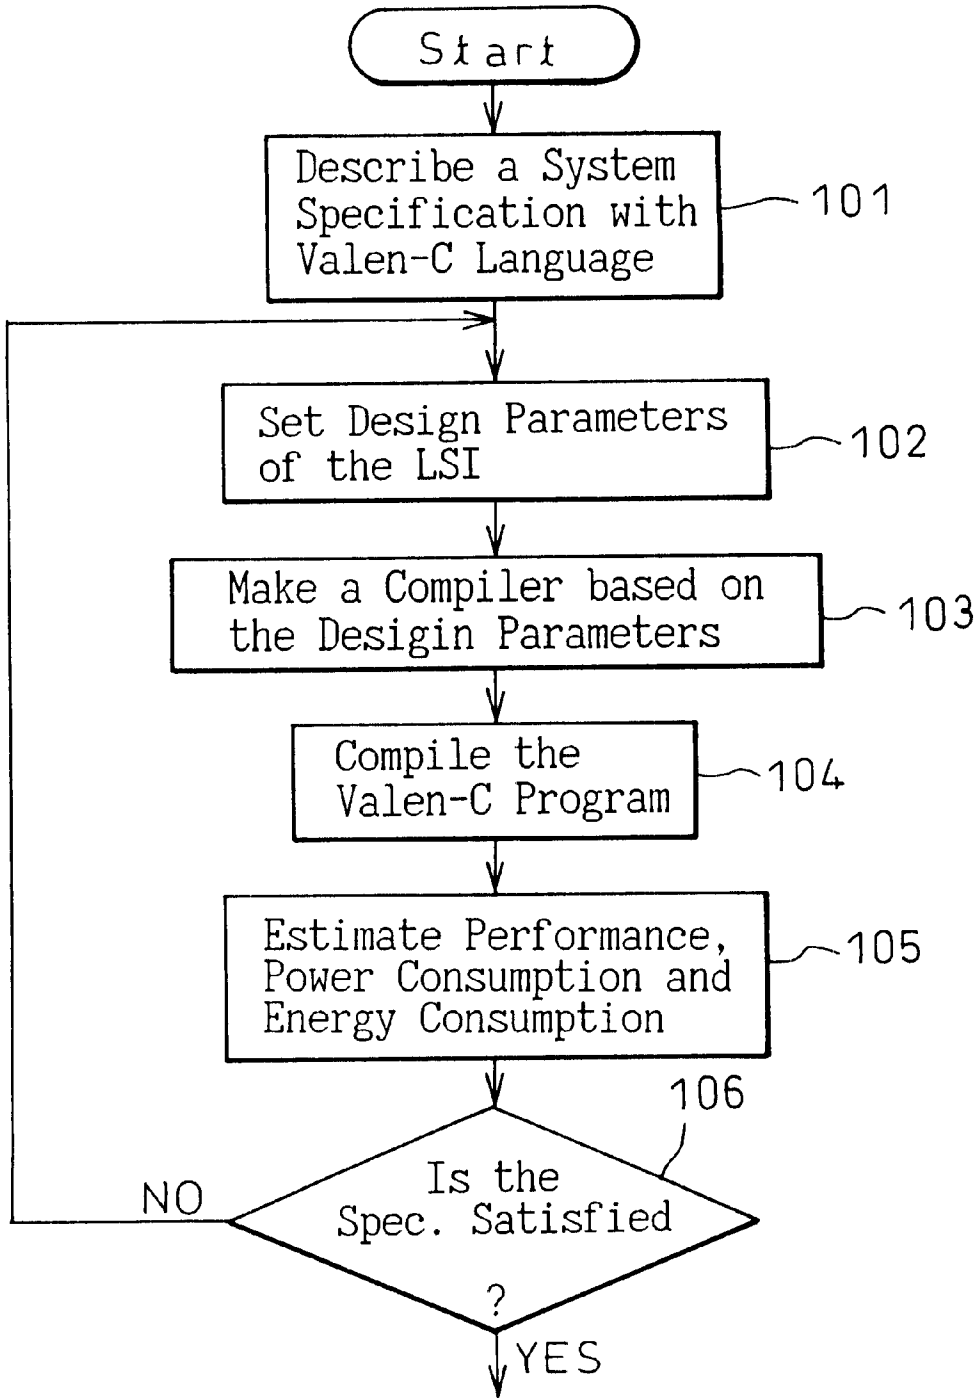 Start
Describe a System
Specification with
Valen-C Language
101
Set Design Parameters
of the LSI
102
Make a Compiler based on
the Desigin Parameters
103
Compile the
Valen-C Program
104
Estimate Performance,
Power Consumption and
Energy Consumption
105
106
Is the
Spec. Satisfied
?
NO
YES